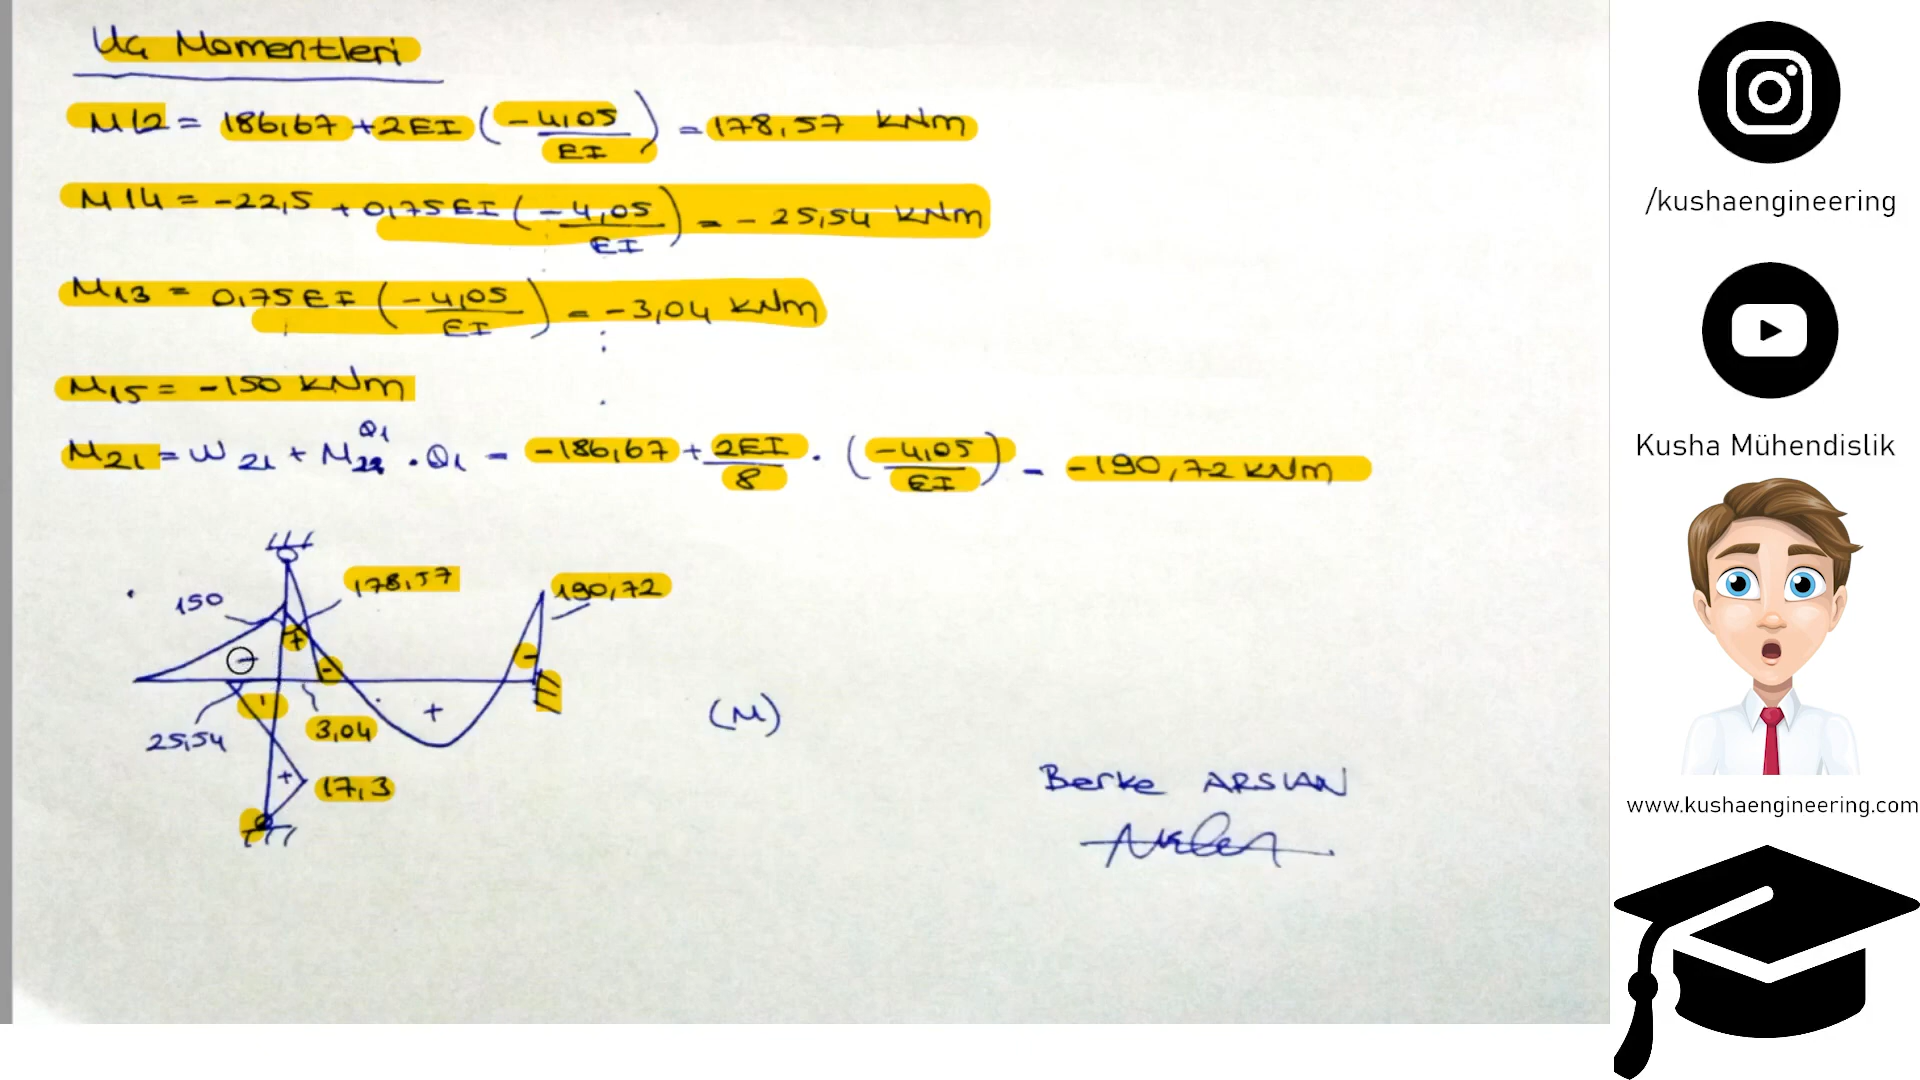 Uç Momentleri
M12 = 186,67 + 2EI (-4,05/EI) = 178,57 kNm
M14 = -22,5 + 0,75EI (-4,05/EI) = -25,54 kNm
M13 = 0,75EI (-4,05/EI) = -3,04 kNm
M15 = -150 kNm
M21 = W21 + M22^Q1 . Q1 = -186,67 + 2EI/8 . (-4,05/EI) = -190,72 kNm
150
178,57
190,72
+
-
-
-
+
25,54
3,04
+
17,3
(M)
Berke ARSLAN
/kushaengineering
Kusha Mühendislik
www.kushaengineering.com